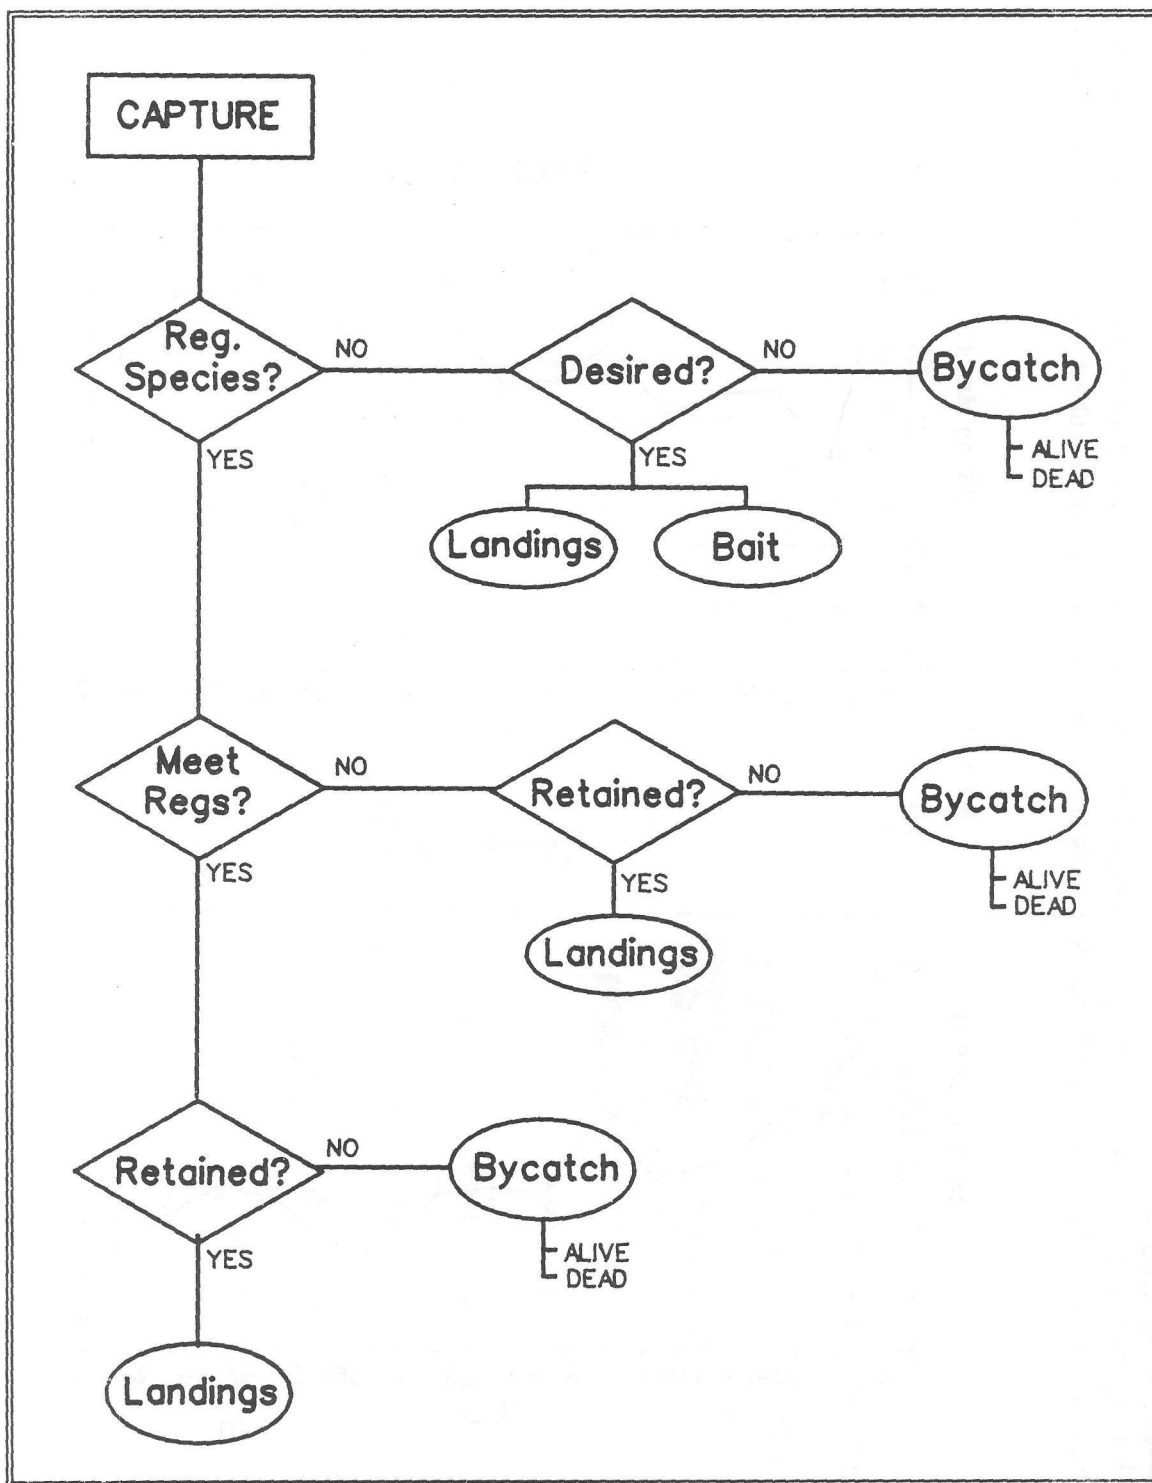 CAPTURE
Reg.
Species?
NO
Desired?
NO
Bycatch
YES
YES
ALIVE
DEAD
Landings
Bait
Meet
Regs?
NO
Retained?
NO
Bycatch
YES
YES
ALIVE
DEAD
Landings
Retained?
NO
Bycatch
YES
ALIVE
DEAD
Landings